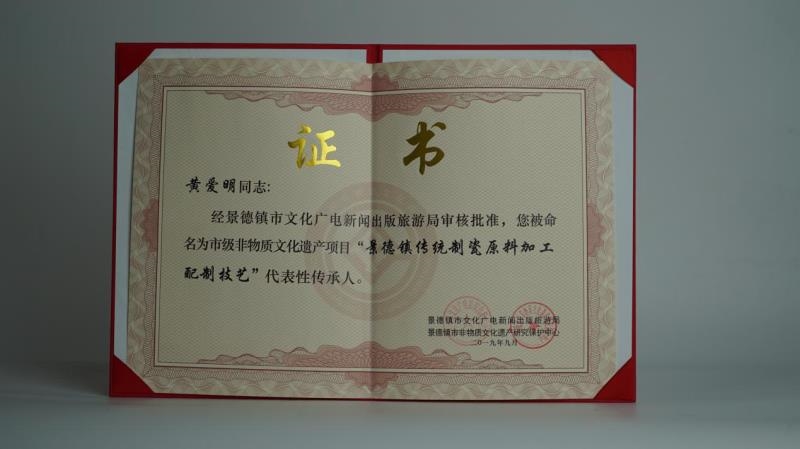 证 书
黄爱明同志:
经景德镇市文化广电新闻出版旅游局审核批准，您被命
名为市级非物质文化遗产项目“景德镇传统制瓷原料加工
配制技艺”代表性传承人。
景德镇市文化广电新闻出版旅游局
景德镇市非物质文化遗产研究保护中心
二〇一九年九月